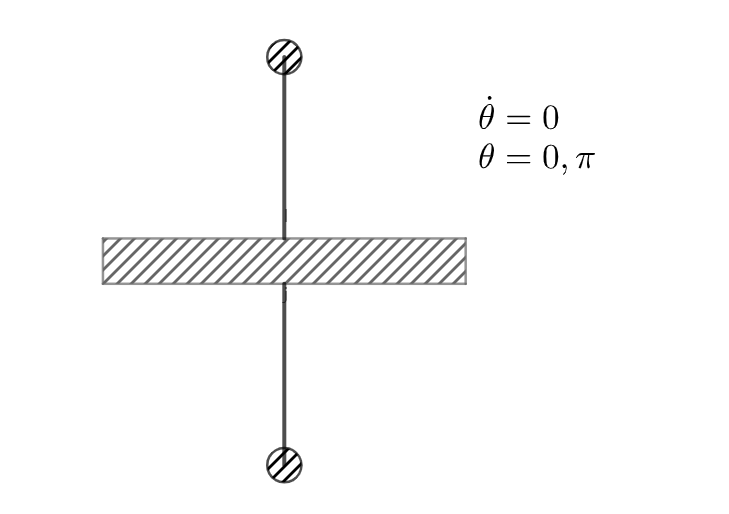 θ̇ = 0
θ = 0, π